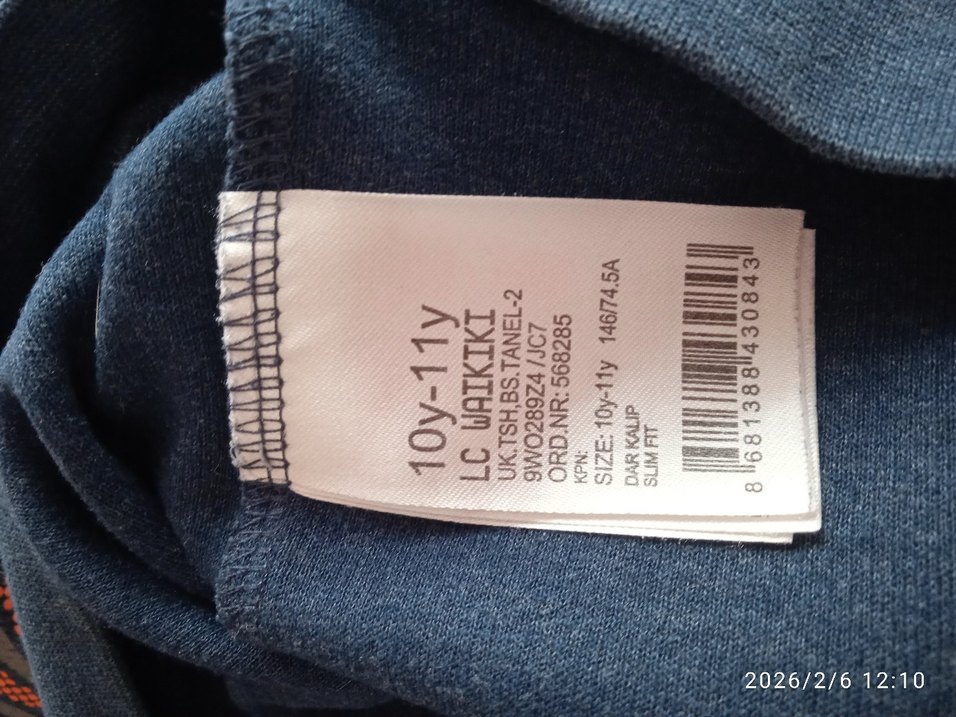 10y-11y
LC WAIKIKI
UK.TSH,BS.TANEL-2
9WO289Z4 /JC7
ORD.NR: 568285
KPN:
SIZE: 10y-11y 146/74.5A
DAR KALIP
SLIM FIT
8 681388 430843
2026/2/6 12:10